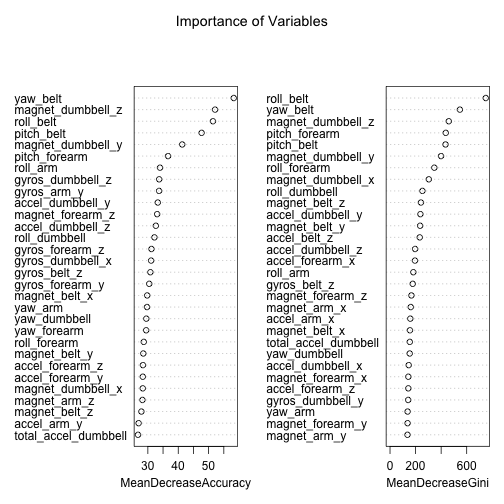 Importance of Variables
yaw_belt
magnet_dumbbell_z
roll_belt
pitch_belt
magnet_dumbbell_y
pitch_forearm
roll_arm
gyros_dumbbell_z
gyros_arm_y
accel_dumbbell_y
magnet_forearm_z
accel_dumbbell_z
roll_dumbbell
gyros_forearm_z
gyros_dumbbell_x
gyros_belt_z
gyros_forearm_y
magnet_belt_x
yaw_arm
yaw_dumbbell
yaw_forearm
roll_forearm
magnet_belt_y
accel_forearm_z
accel_forearm_y
magnet_dumbbell_x
magnet_arm_z
magnet_belt_z
accel_arm_y
total_accel_dumbbell
30 40 50
MeanDecreaseAccuracy
roll_belt
yaw_belt
magnet_dumbbell_z
pitch_forearm
pitch_belt
magnet_dumbbell_y
roll_forearm
magnet_dumbbell_x
roll_dumbbell
magnet_belt_z
accel_dumbbell_y
magnet_belt_y
accel_belt_z
accel_dumbbell_z
accel_forearm_x
roll_arm
gyros_belt_z
magnet_forearm_z
magnet_arm_x
accel_arm_x
magnet_belt_x
total_accel_dumbbell
yaw_dumbbell
accel_dumbbell_x
magnet_forearm_x
accel_forearm_z
gyros_dumbbell_y
yaw_arm
magnet_forearm_y
magnet_arm_y
0 200 600
MeanDecreaseGini